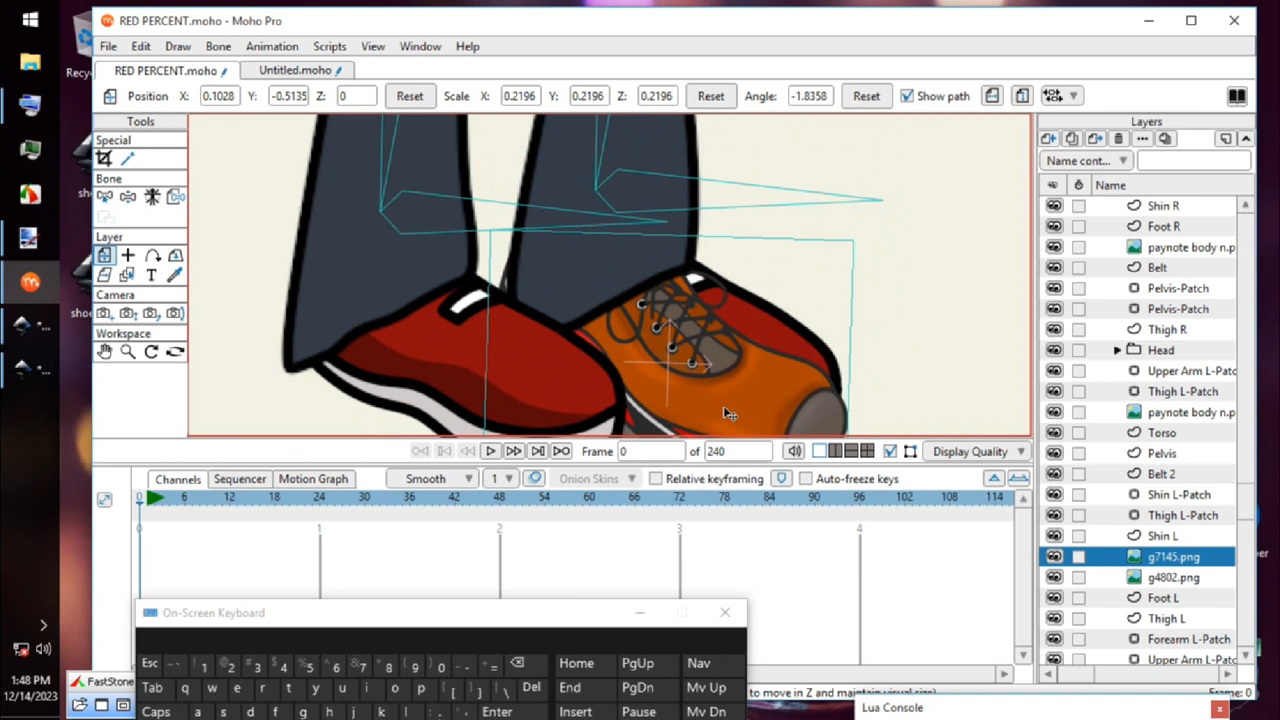 RED PERCENT.moho - Moho Pro
File Edit Draw Bone Animation Scripts View Window Help
RED PERCENT.moho Untitled.moho
Position X: 0.1028 Y: -0.5135 Z: 0 Reset Scale X: 0.2196 Y: 0.2196 Z: 0.2196 Reset Angle: -1.8358 Reset Show path
Tools
Special
Bone
Layer
Camera
Workspace
Layers
Name cont...
Name
Shin R
Foot R
paynote body n.p
Belt
Pelvis-Patch
Pelvis-Patch
Thigh R
Head
Upper Arm L-Patc
Thigh L-Patch
paynote body n.p
Torso
Pelvis
Belt 2
Shin L-Patch
Thigh L-Patch
Shin L
g7145.png
g4802.png
Foot L
Thigh L
Forearm L-Patch
Upper Arm L-Patc
Frame 0 of 240 Display Quality
Channels Sequencer Motion Graph Smooth 1 Onion Skins Relative keyframing Auto-freeze keys
0 6 12 18 24 30 36 42 48 54 60 66 72 78 84 90 96 102 108 114
0 1 2 3 4
to move in Z and maintain visual size) Frame: 0
On-Screen Keyboard
Esc ~ ` ! 1 @ 2 # 3 $ 4 % 5 ^ 6 & 7 * 8 ( 9 ) 0 _ - + = Home PgUp Nav
Tab q w e r t y u i o p { [ } ] | \ Del End PgDn Mv Up
Caps a s d f g h j k l : ; " ' Enter Insert Pause Mv Dn
Lua Console
Recyc
sh
shoe
er
FastStone
1:48 PM
12/14/2023